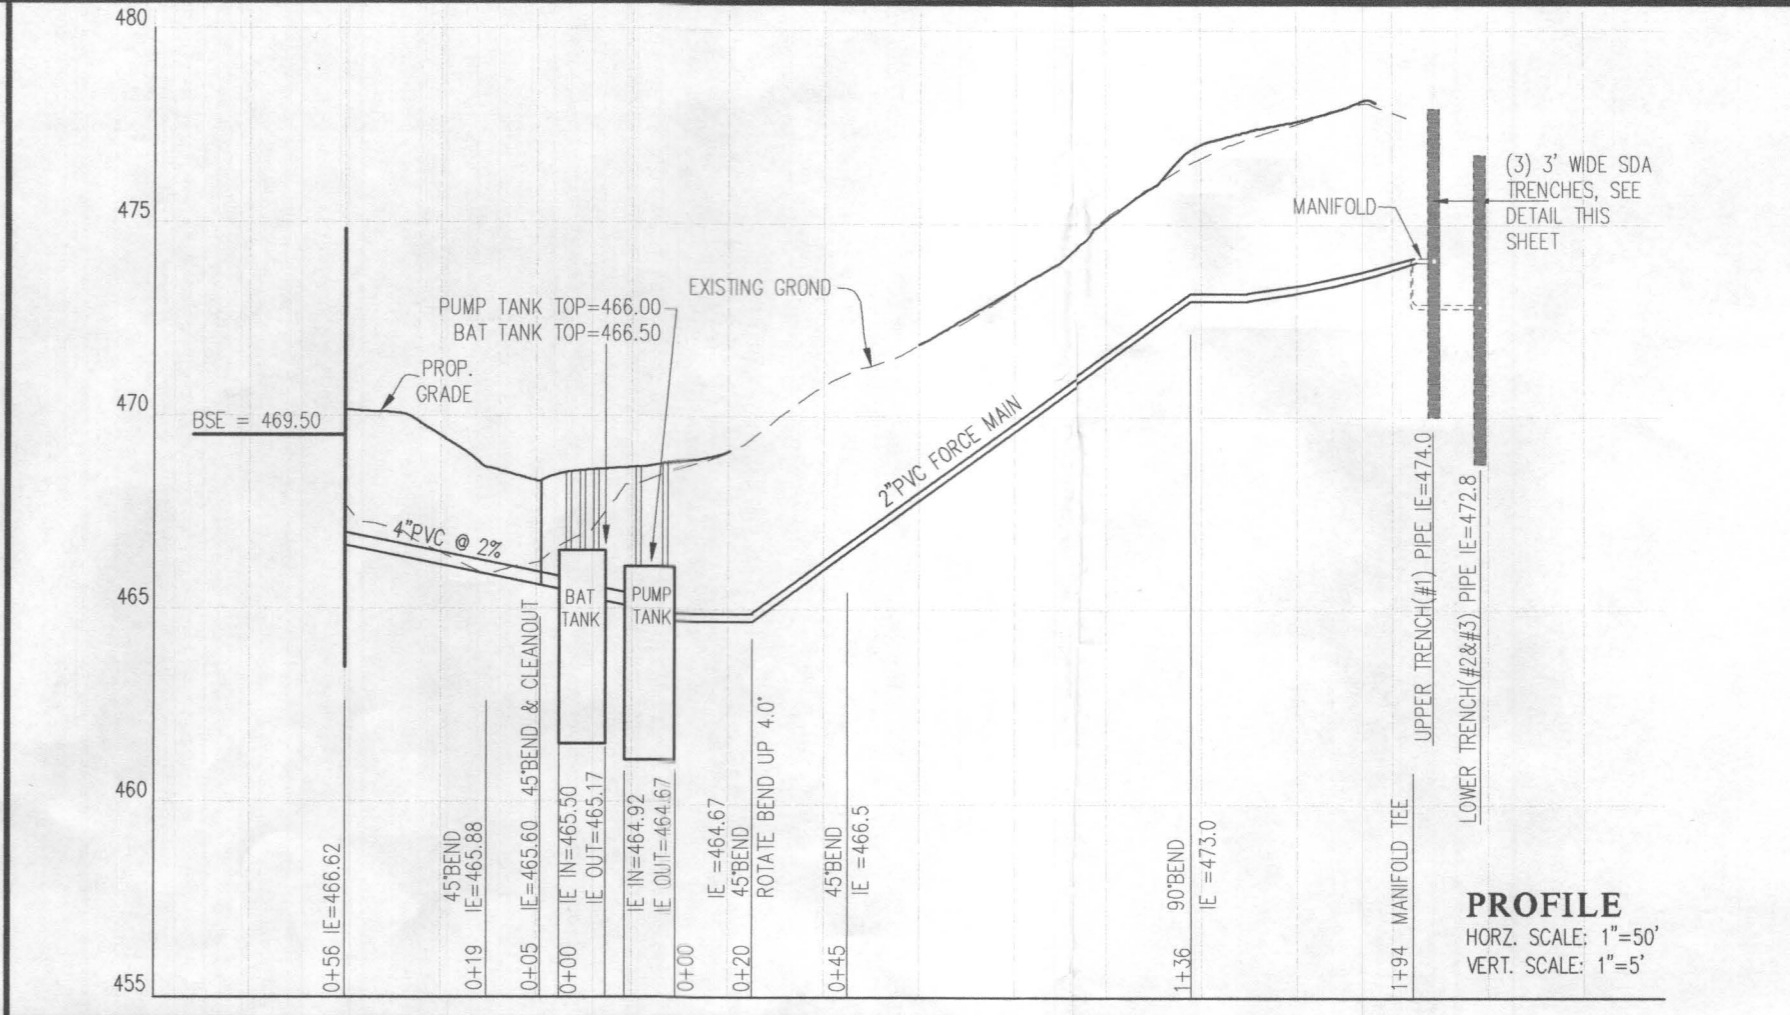 480
475
470
465
460
455
BSE = 469.50
PROP.
GRADE
4"PVC @ 2%
PUMP TANK TOP=466.00
BAT TANK TOP=466.50
EXISTING GROND
BAT
TANK
PUMP
TANK
2"PVC FORCE MAIN
MANIFOLD
(3) 3' WIDE SDA
TRENCHES, SEE
DETAIL THIS
SHEET
0+56 IE=466.62
45°BEND
0+19 IE=465.88
0+05 IE=465.60 45°BEND & CLEANOUT
0+00 IE IN=465.50
IE OUT=465.17
IE IN=464.92
IE OUT=464.67
0+00
IE =464.67
0+20 45°BEND
ROTATE BEND UP 4.0°
0+45 45°BEND
IE =466.5
1+36 90°BEND
IE =473.0
1+94 MANIFOLD TEE
UPPER TRENCH(#1) PIPE IE=474.0
LOWER TRENCH(#2&#3) PIPE IE=472.8
PROFILE
HORZ. SCALE: 1"=50'
VERT. SCALE: 1"=5'